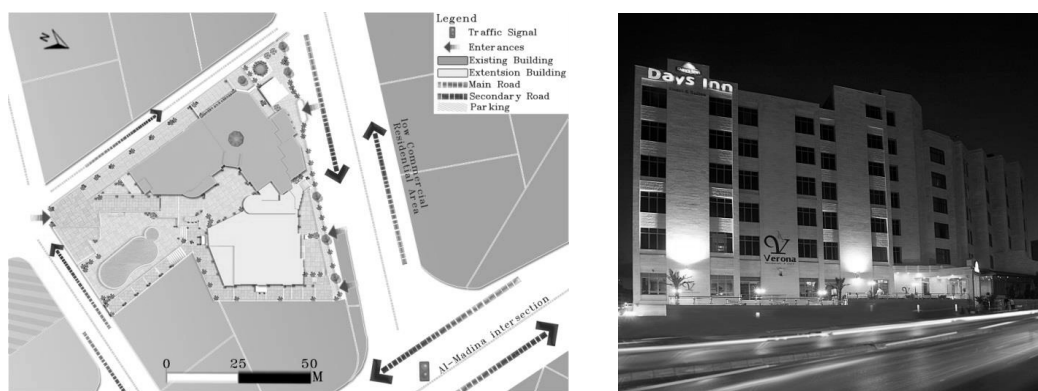 Legend
Traffic Signal
Enterances
Existing Building
Extentsion Building
Main Road
Secondary Road
Parking
low Commercial
Residential Area
Al-Madina intersection
0 25 50
M
N
Days Inn
Verona